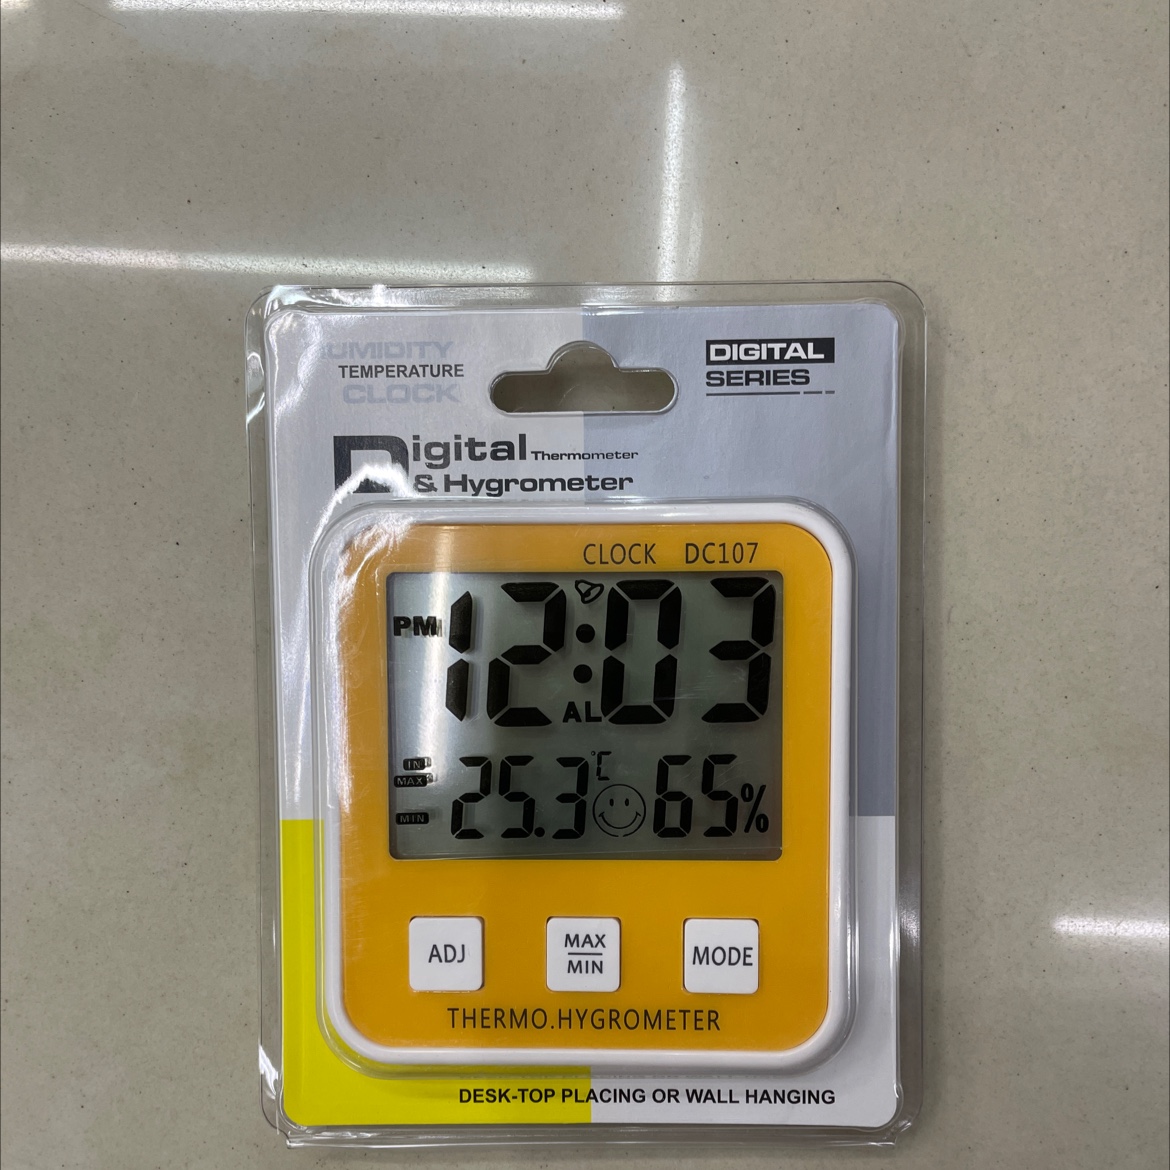 HUMIDITY
TEMPERATURE
CLOCK
DIGITAL
SERIES
Digital Thermometer
& Hygrometer
CLOCK DC107
PM 12:03
AL
IN
MAX
MIN
25.3 °C 65%
ADJ
MAX
MIN
MODE
THERMO.HYGROMETER
DESK-TOP PLACING OR WALL HANGING